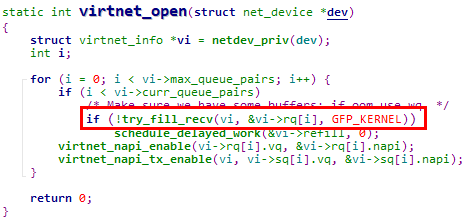 static int virtnet_open(struct net_device *dev)
{
    struct virtnet_info *vi = netdev_priv(dev);
    int i;

    for (i = 0; i < vi->max_queue_pairs; i++) {
        if (i < vi->curr_queue_pairs)
            /* Make sure we have some buffers: if oom use wq. */
            if (!try_fill_recv(vi, &vi->rq[i], GFP_KERNEL))
                schedule_delayed_work(&vi->refill, 0);
        virtnet_napi_enable(vi->rq[i].vq, &vi->rq[i].napi);
        virtnet_napi_tx_enable(vi, vi->sq[i].vq, &vi->sq[i].napi);
    }

    return 0;
}